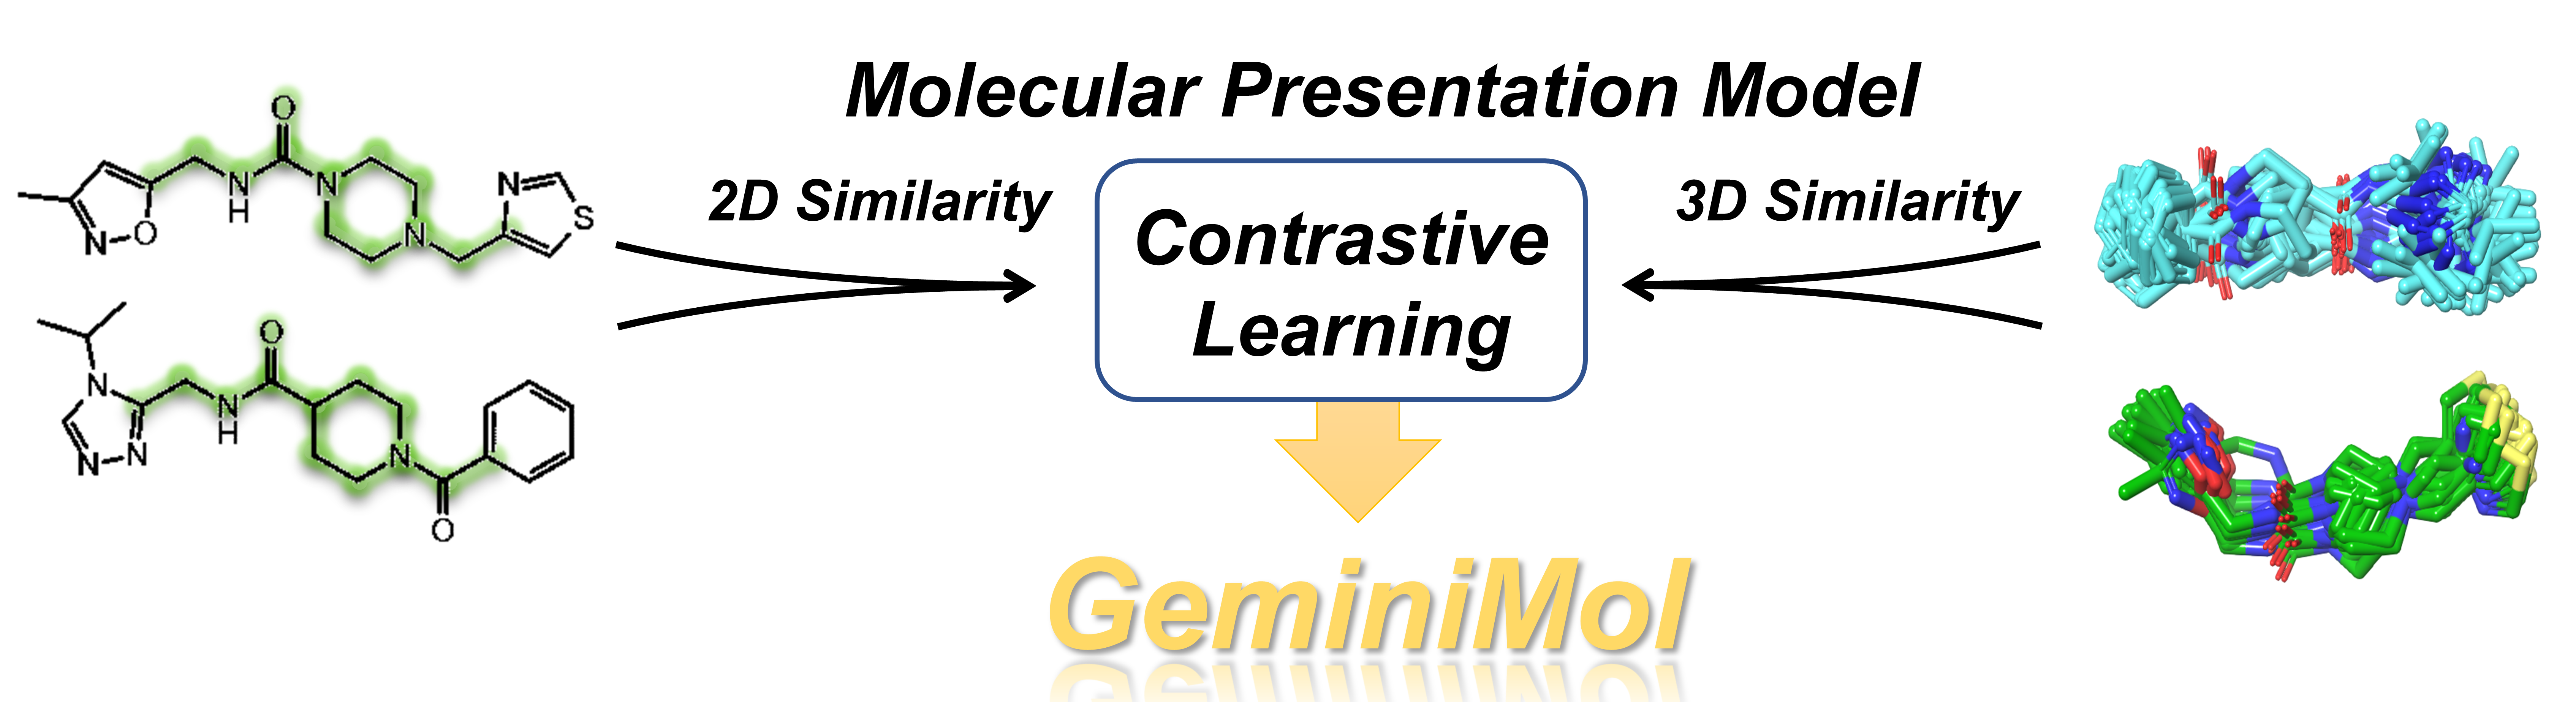 Molecular Presentation Model
2D Similarity
Contrastive
Learning
3D Similarity
GeminiMol
O
N
H
N
N
N
S
N
O
O
N
N
H
N
N
N
O